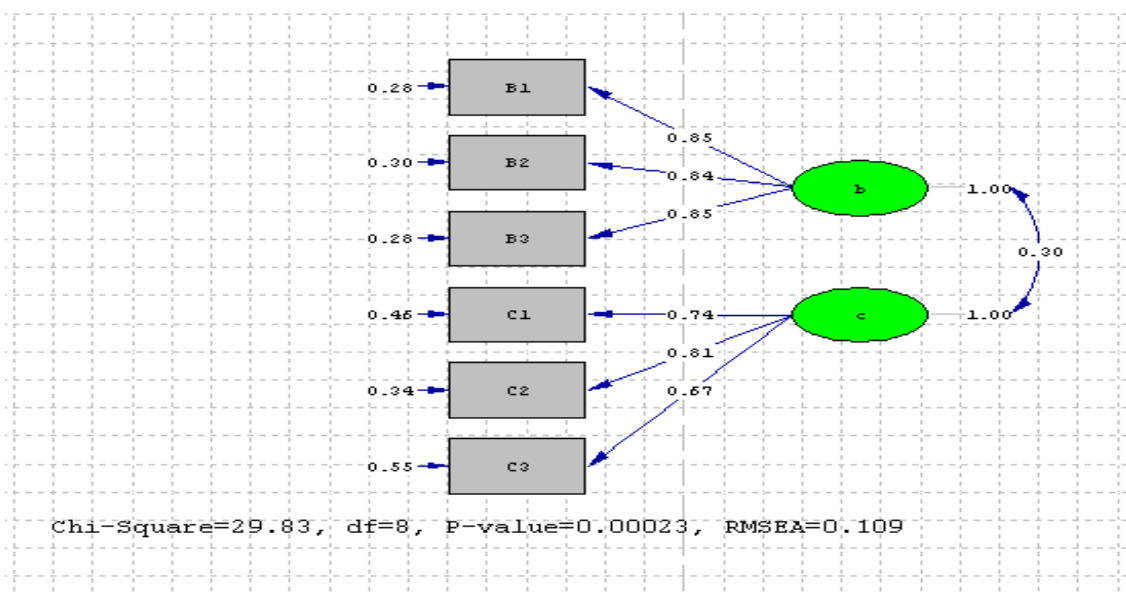 0.28 B1
0.85
0.30 B2
0.84
b 1.00
0.85
0.28 B3
0.30
0.46 C1
0.74
c 1.00
0.81
0.34 C2
0.67
0.55 C3
Chi-Square=29.83, df=8, P-value=0.00023, RMSEA=0.109